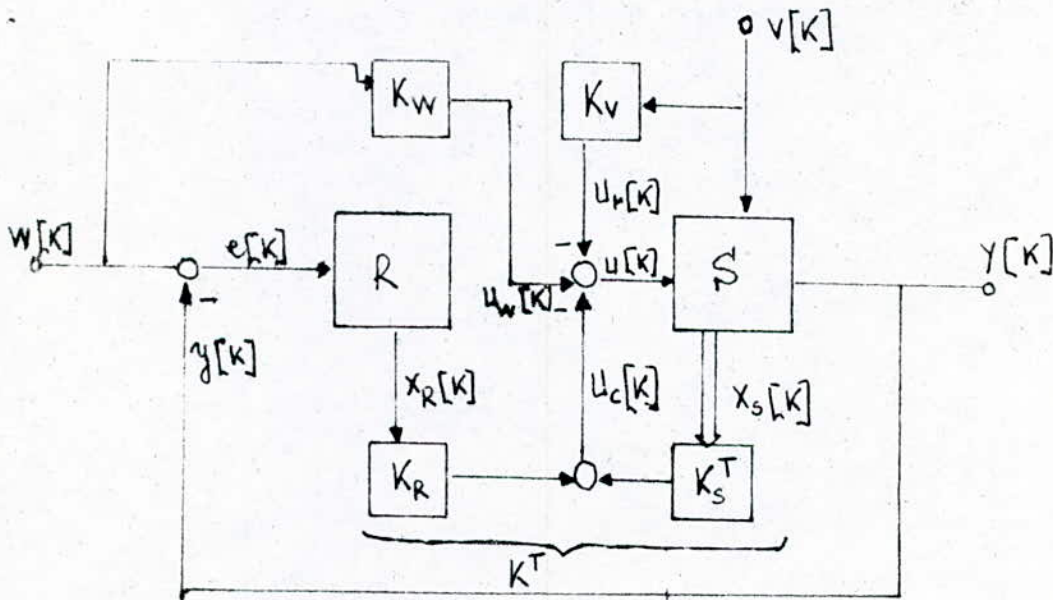 V[K]
K_W
K_V
u_r[K]
W[K]
e[K]
R
u_w[K]
u[K]
S
Y[K]
y[K]
x_R[K]
u_c[K]
x_s[K]
K_R
K_S^T
K^T